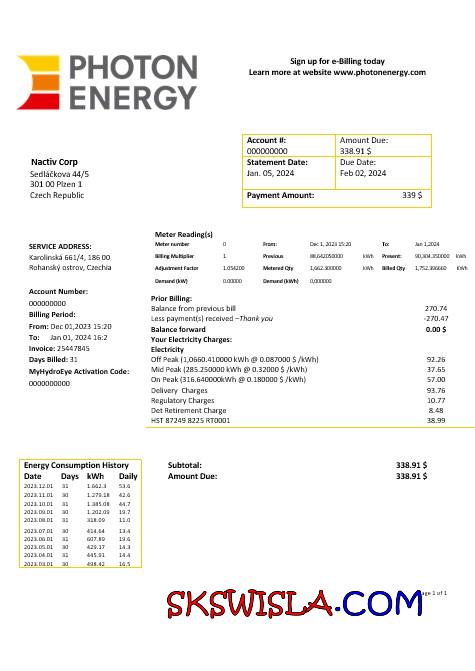 PHOTON
ENERGY
Sign up for e-Billing today
Learn more at website www.photonenergy.com
Account #:
000000000
Amount Due:
338.91 $
Statement Date:
Jan. 05, 2024
Due Date:
Feb 02, 2024
Payment Amount: 339 $
Nactiv Corp
Sedláčkova 44/5
301 00 Plzen 1
Czech Republic
SERVICE ADDRESS:
Karolinská 661/4, 186 00
Rohanský ostrov, Czechia
Account Number:
000000000
Billing Period:
From: Dec 01,2023 15:20
To: Jan 01,2024 16:2
Invoice: 25447845
Days Billed: 31
MyHydroEye Activation Code:
0000000000
Meter Reading(s)
Meter number 0 From: Dec 1,2023 15:20 To: Jan 1,2024
Billing Multiplier 1 Previous 88,642050000 kWh Present: 90,304.350000 kWh
Adjustment Factor 1.054200 Metered Qty 1,662.300000 kWh Billed Qty 1,752.396660 kWh
Demand (kW) 0.00000 Demand (kWh) 0,000000
Prior Billing:
Balance from previous bill 270.74
Less payment(s) received –Thank you -270.47
Balance forward 0.00 $
Your Electricity Charges:
Electricity
Off Peak (1,0660.410000kWh @ 0.087000 $ /kWh) 92.26
Mid Peak (285.250000 kWh @ 0.32000 $ /kWh) 37.65
On Peak (316.640000kWh @ 0.180000 $ /kWh) 57.00
Delivery Charges 93.76
Regulatory Charges 10.77
Det Retirement Charge 8.48
HST 87249 8225 RT0001 38.99
Energy Consumption History
Date Days kWh Daily
2023.12.01 31 1.662.3 53.6
2023.11.01 30 1.279.18 42.6
2023.10.01 31 1.385.08 44.7
2023.09.01 30 1.202.09 19.7
2023.08.01 31 318.09 11.0
2023.07.01 30 414.64 13.4
2023.06.01 31 607.89 19.6
2023.05.01 30 429.17 14.3
2023.04.01 31 445.91 14.4
2023.03.01 30 498.42 16.5
Subtotal: 338.91 $
Amount Due: 338.91 $
Page 1 of 1
SKSWISLA.COM